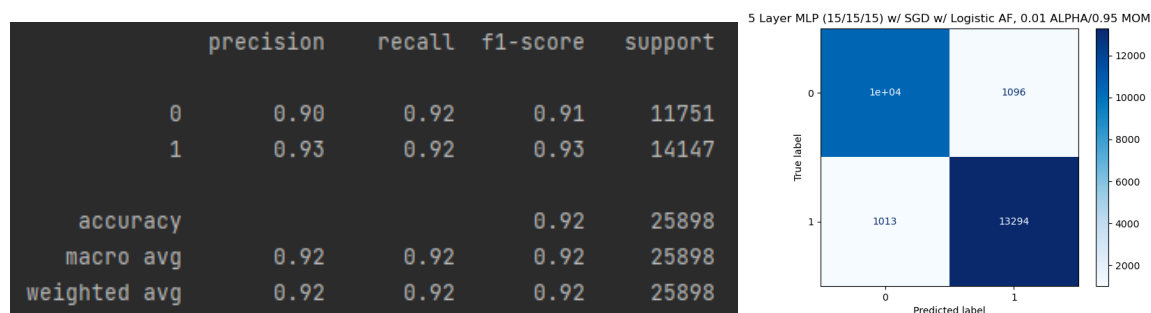 precision recall f1-score support
0 0.90 0.92 0.91 11751
1 0.93 0.92 0.93 14147
accuracy 0.92 25898
macro avg 0.92 0.92 0.92 25898
weighted avg 0.92 0.92 0.92 25898
5 Layer MLP (15/15/15) w/ SGD w/ Logistic AF, 0.01 ALPHA/0.95 MOM
True label
0 1e+04 1096
1 1013 13294
0 1
Predicted label
12000
10000
8000
6000
4000
2000